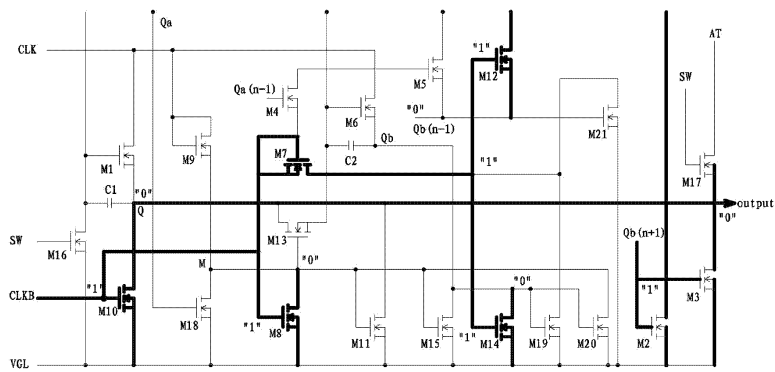 Qa
CLK
"1"
M12
AT
M5
Qa(n-1)
M4
M6
"0"
SW
Qb
Qb(n-1)
M21
M1
M9
M7
C2
"1"
M17
C1
"0"
Q
output
"0"
SW
M16
M13
Qb(n+1)
M
"0"
"0"
M3
CLKB
"1"
M10
"1"
M18
"1"
M8
M11
M15
"1"
M14
M19
M20
M2
VGL